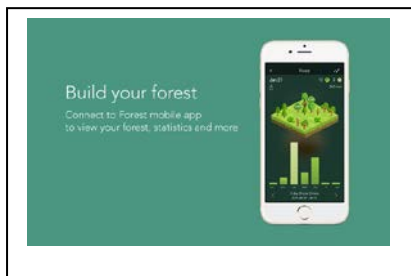 Build your forest
Connect to Forest mobile app
to view your forest, statistics and more